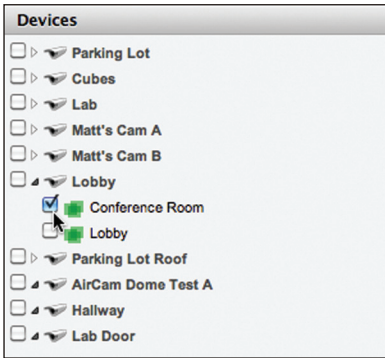 Devices
Parking Lot
Cubes
Lab
Matt's Cam A
Matt's Cam B
Lobby
Conference Room
Lobby
Parking Lot Roof
AirCam Dome Test A
Hallway
Lab Door